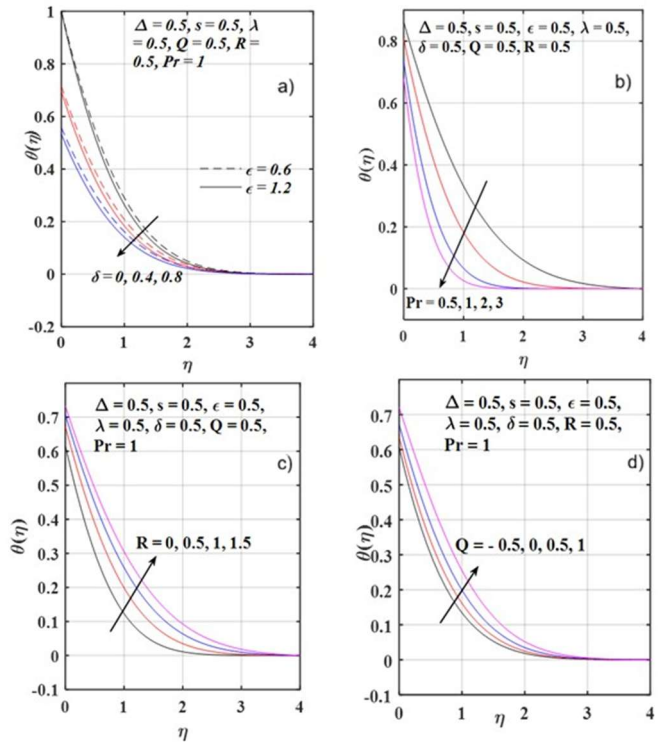 Δ = 0.5, s = 0.5, λ
= 0.5, Q = 0.5, R =
0.5, Pr = 1
a)
1
0.8
0.6
0.4
0.2
0
-0.2
θ(η)
ϵ = 0.6
ϵ = 1.2
δ = 0, 0.4, 0.8
0 1 2 3 4
η
Δ = 0.5, s = 0.5, ϵ = 0.5, λ = 0.5,
δ = 0.5, Q = 0.5, R = 0.5
b)
0.8
0.6
0.4
0.2
0
θ(η)
Pr = 0.5, 1, 2, 3
0 1 2 3 4
η
Δ = 0.5, s = 0.5, ϵ = 0.5,
λ = 0.5, δ = 0.5, Q = 0.5,
Pr = 1
c)
0.7
0.6
0.5
0.4
0.3
0.2
0.1
0
-0.1
θ(η)
R = 0, 0.5, 1, 1.5
0 1 2 3 4
η
Δ = 0.5, s = 0.5, ϵ = 0.5,
λ = 0.5, δ = 0.5, R = 0.5,
Pr = 1
d)
0.7
0.6
0.5
0.4
0.3
0.2
0.1
0
-0.1
θ(η)
Q = - 0.5, 0, 0.5, 1
0 1 2 3 4
η